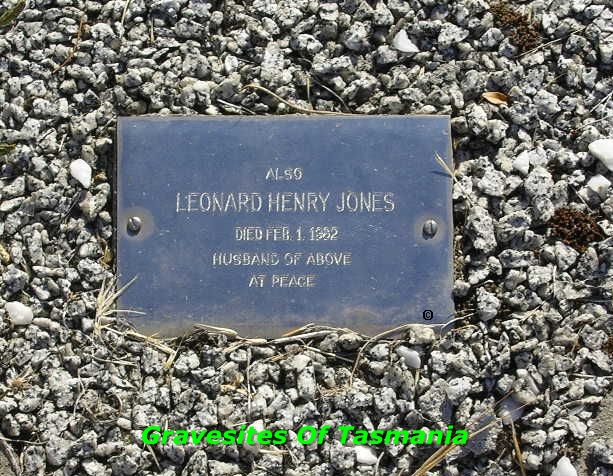 ALSO
LEONARD HENRY JONES
DIED FEB. 1. 1982
HUSBAND OF ABOVE
AT PEACE
©
Gravesites Of Tasmania